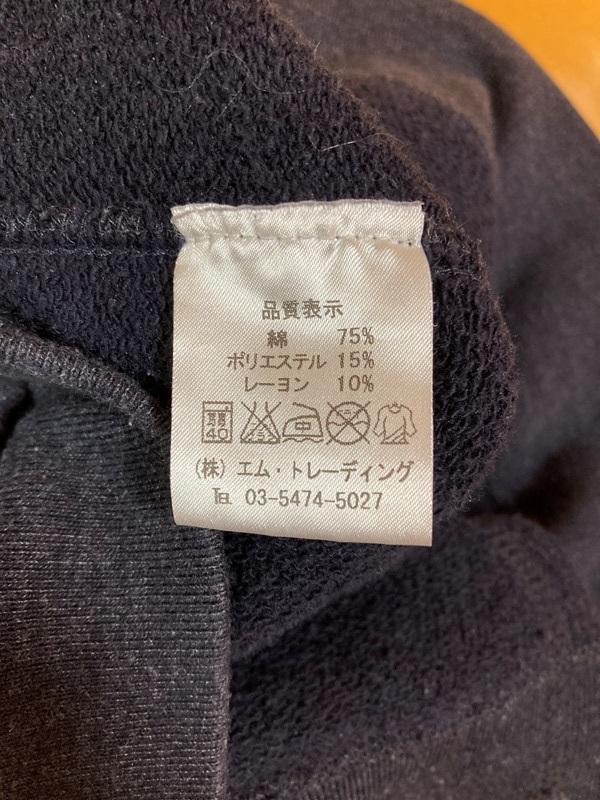 品質表示
綿 75%
ポリエステル 15%
レーヨン 10%
40
(株) エム・トレーディング
℡ 03-5474-5027